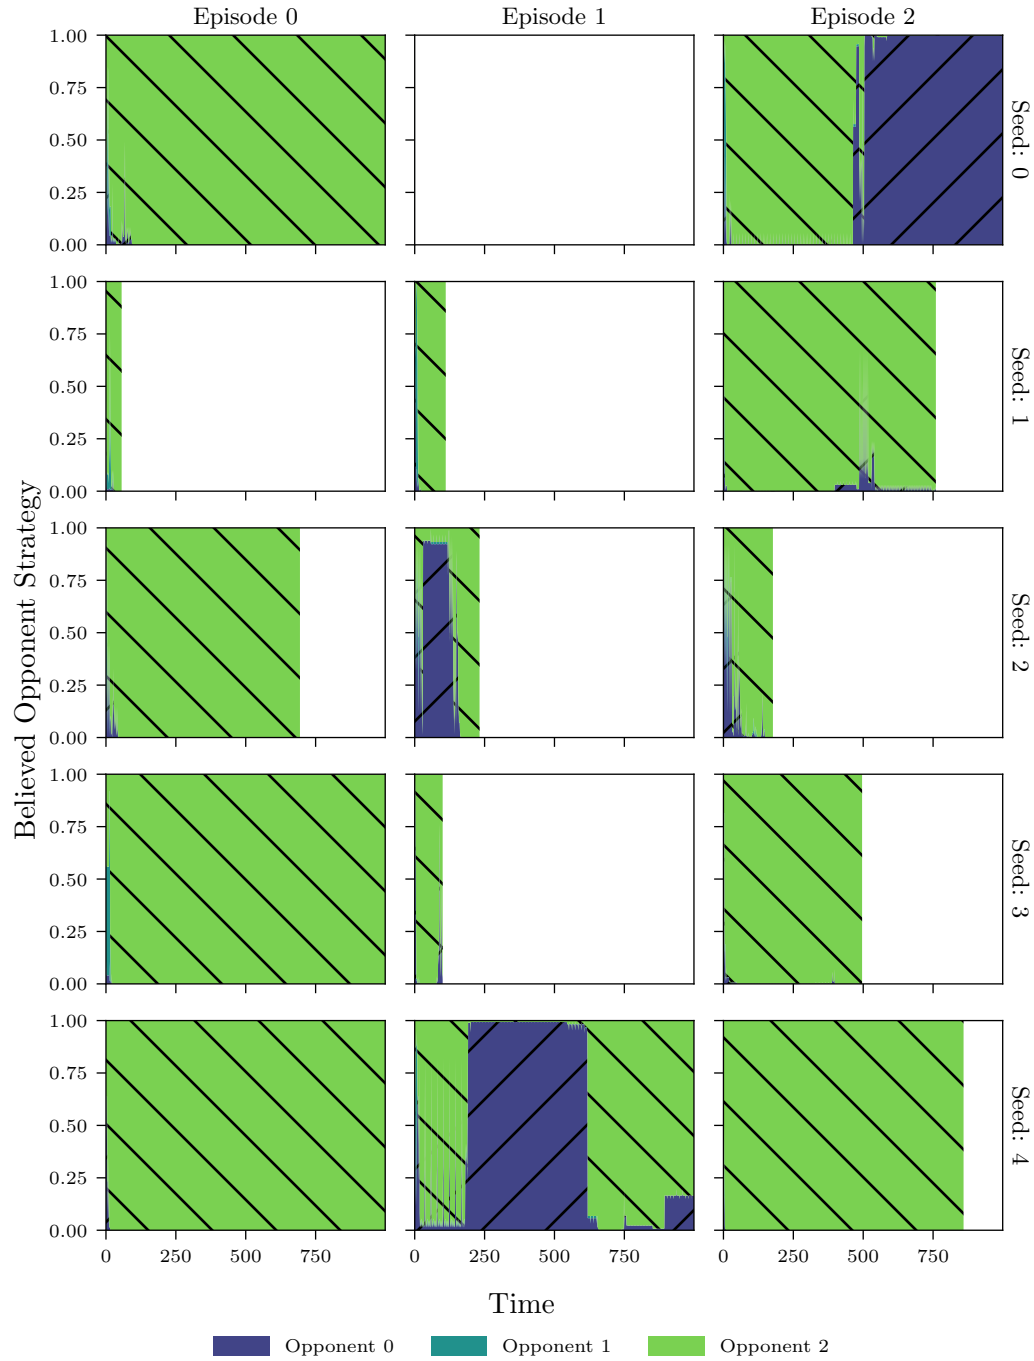 Episode 0 Episode 1 Episode 2
1.00
0.75
0.50
0.25
0.00
Seed: 0
1.00
0.75
0.50
0.25
0.00
Seed: 1
1.00
0.75
0.50
0.25
0.00
Seed: 2
1.00
0.75
0.50
0.25
0.00
Seed: 3
1.00
0.75
0.50
0.25
0.00
Seed: 4
Believed Opponent Strategy
0 250 500 750 0 250 500 750 0 250 500 750
Time
Opponent 0 Opponent 1 Opponent 2